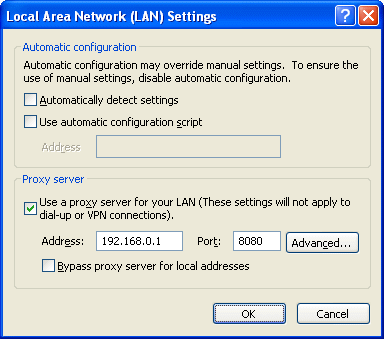 Local Area Network (LAN) Settings
Automatic configuration
Automatic configuration may override manual settings. To ensure the
use of manual settings, disable automatic configuration.
Automatically detect settings
Use automatic configuration script
Address
Proxy server
Use a proxy server for your LAN (These settings will not apply to
dial-up or VPN connections).
Address: 192.168.0.1 Port: 8080 Advanced...
Bypass proxy server for local addresses
OK Cancel